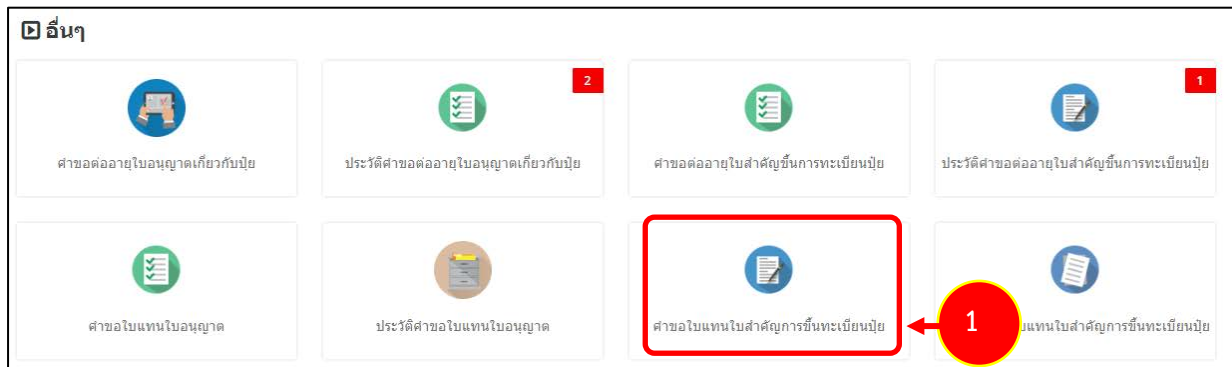 อื่นๆ
2
1
คำขอต่ออายุใบอนุญาตเกี่ยวกับปุ๋ย
ประวัติคำขอต่ออายุใบอนุญาตเกี่ยวกับปุ๋ย
คำขอต่ออายุใบสำคัญขึ้นการทะเบียนปุ๋ย
ประวัติคำขอต่ออายุใบสำคัญขึ้นการทะเบียนปุ๋ย
คำขอใบแทนใบอนุญาต
ประวัติคำขอใบแทนใบอนุญาต
คำขอใบแทนใบสำคัญการขึ้นทะเบียนปุ๋ย
1
แทนใบสำคัญการขึ้นทะเบียนปุ๋ย